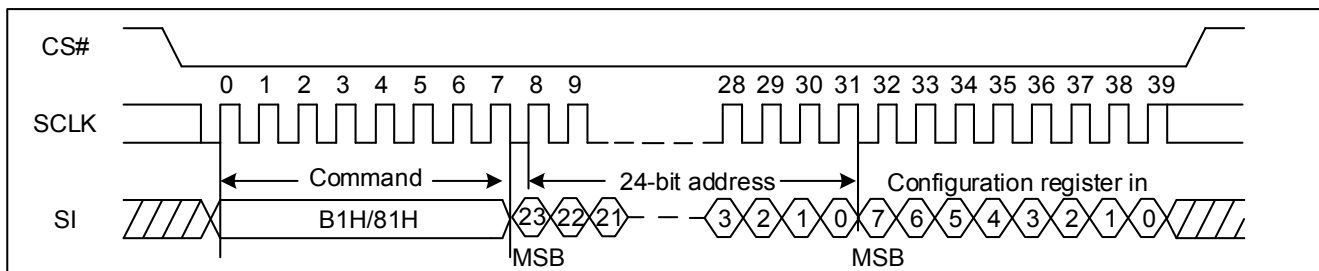 CS#
0 1 2 3 4 5 6 7 8 9 28 29 30 31 32 33 34 35 36 37 38 39
SCLK
Command 24-bit address Configuration register in
SI B1H/81H 23 22 21 3 2 1 0 7 6 5 4 3 2 1 0
MSB MSB